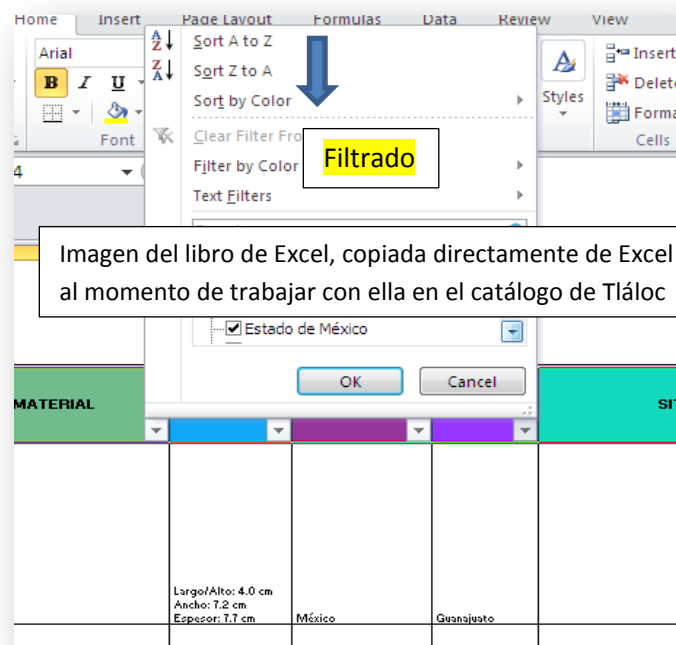 Home Insert Page Layout Formulas Data Review View
Arial
B I U
Font
Styles
Insert
Delete
Forma
Cells
4
Sort A to Z
Sort Z to A
Sort by Color
Clear Filter Fro
Filter by Color
Text Filters
Filtrado
Imagen del libro de Excel, copiada directamente de Excel
al momento de trabajar con ella en el catálogo de Tláloc
Estado de México
OK Cancel
MATERIAL
SIT
Largo/Alto: 4.0 cm
Ancho: 7.2 cm
Espesor: 7.7 cm México Guanajuato